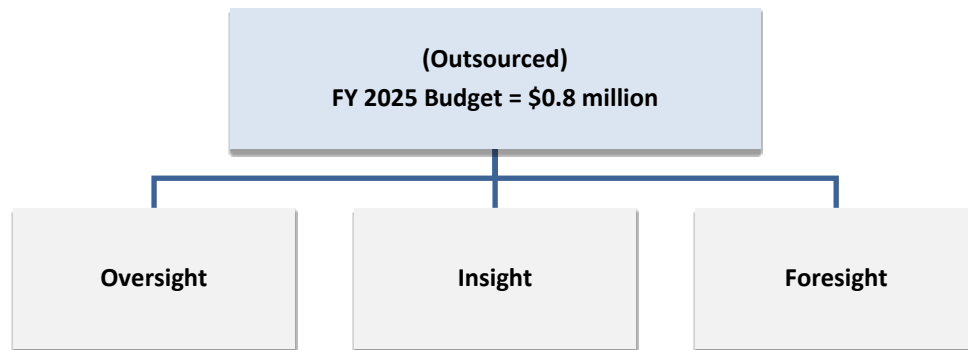 (Outsourced)
FY 2025 Budget = $0.8 million
Oversight
Insight
Foresight